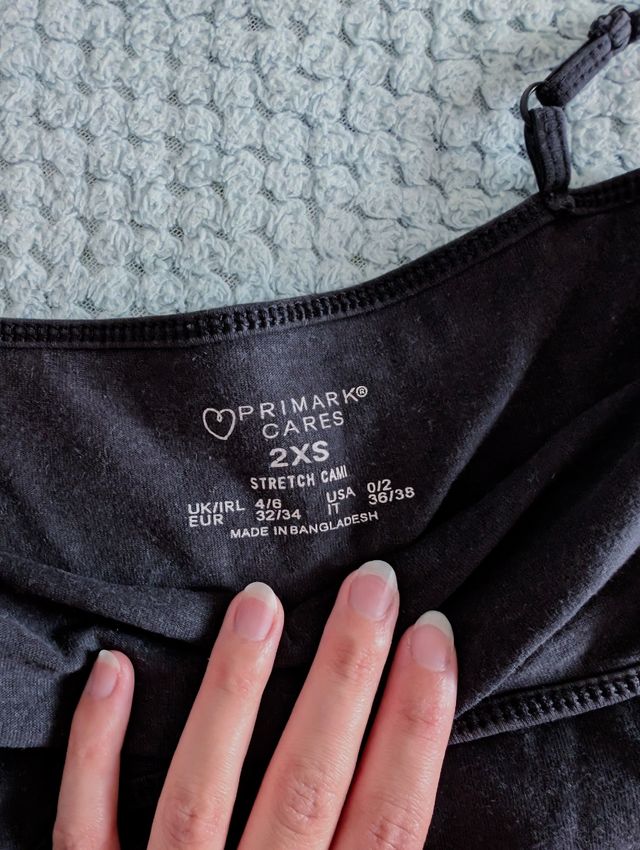 PRIMARK®
CARES
2XS
STRETCH CAMI
UK/IRL 4/6 USA 0/2
EUR 32/34 IT 36/38
MADE IN BANGLADESH